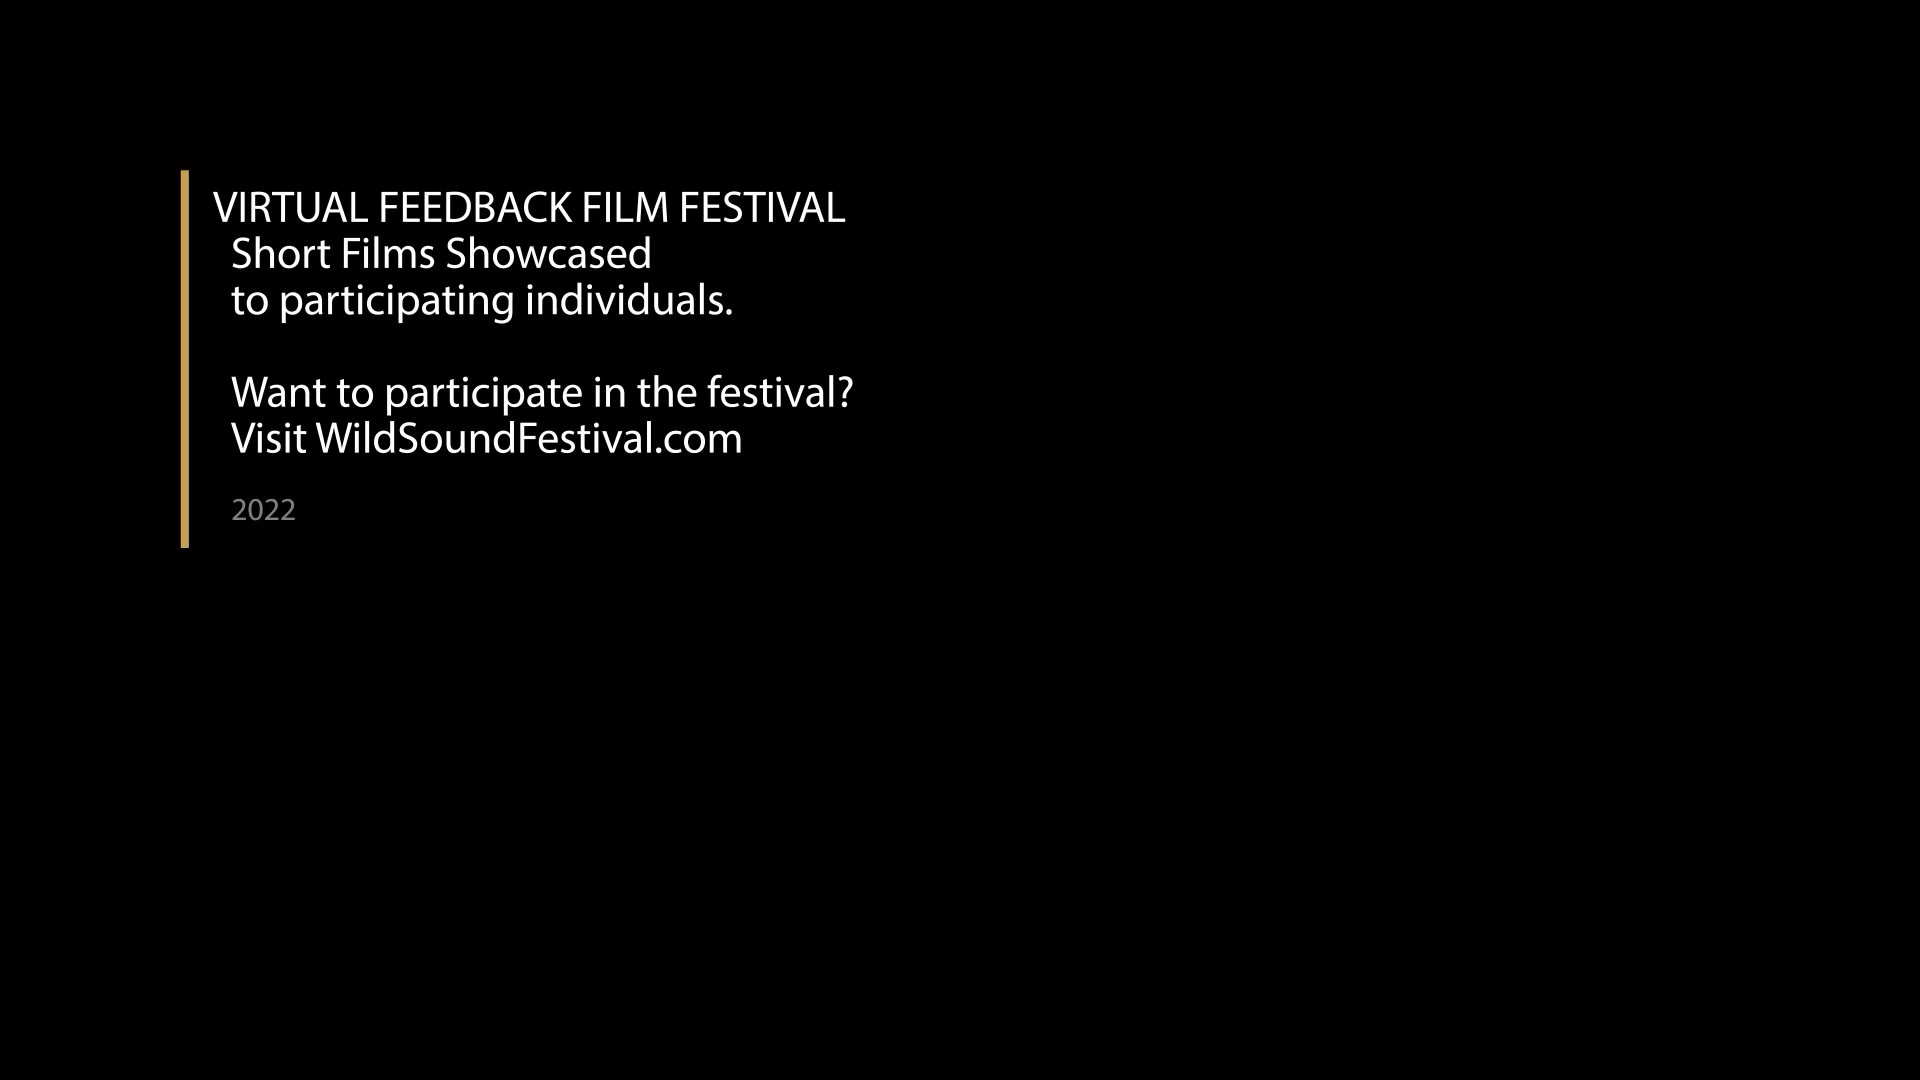 VIRTUAL FEEDBACK FILM FESTIVAL
Short Films Showcased
to participating individuals.
Want to participate in the festival?
Visit WildSoundFestival.com
2022